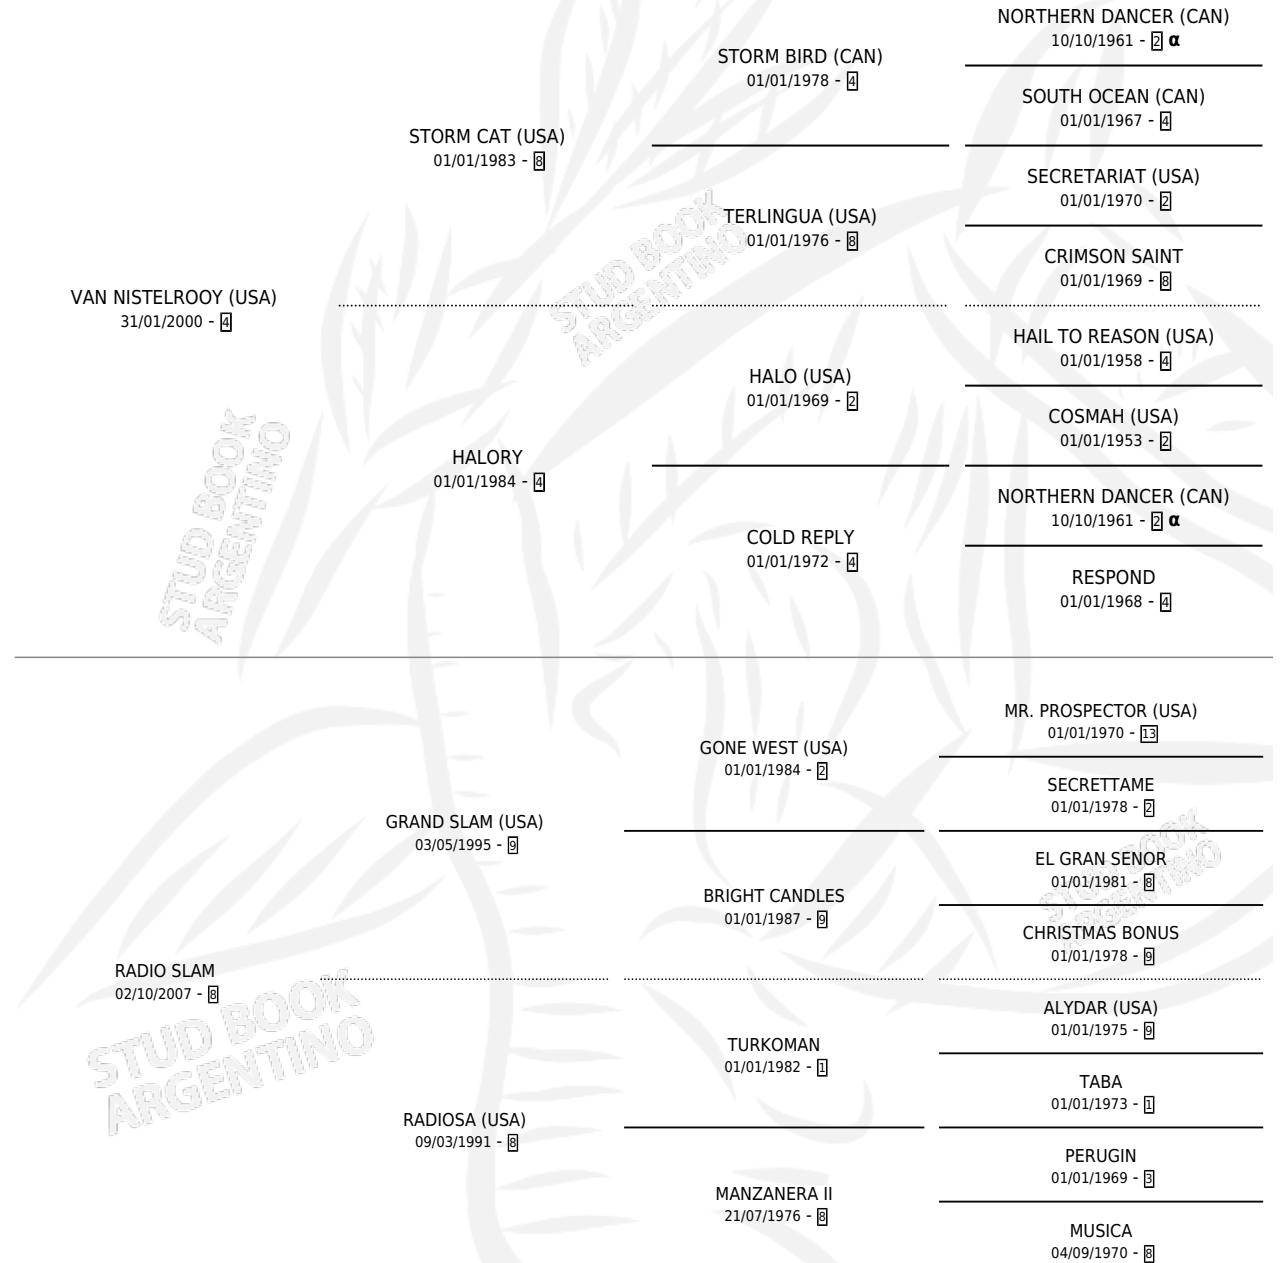 NORTHERN DANCER (CAN)
10/10/1961 - 2 α
STORM BIRD (CAN)
01/01/1978 - 4
SOUTH OCEAN (CAN)
01/01/1967 - 4
STORM CAT (USA)
01/01/1983 - 8
SECRETARIAT (USA)
01/01/1970 - 2
TERLINGUA (USA)
01/01/1976 - 8
CRIMSON SAINT
01/01/1969 - 8
VAN NISTELROOY (USA)
31/01/2000 - 4
HAIL TO REASON (USA)
01/01/1958 - 4
HALO (USA)
01/01/1969 - 2
COSMAH (USA)
01/01/1953 - 2
HALORY
01/01/1984 - 4
NORTHERN DANCER (CAN)
10/10/1961 - 2 α
COLD REPLY
01/01/1972 - 4
RESPOND
01/01/1968 - 4
MR. PROSPECTOR (USA)
01/01/1970 - 13
GONE WEST (USA)
01/01/1984 - 2
SECRETTAME
01/01/1978 - 2
GRAND SLAM (USA)
03/05/1995 - 9
EL GRAN SENOR
01/01/1981 - 8
BRIGHT CANDLES
01/01/1987 - 9
CHRISTMAS BONUS
01/01/1978 - 9
RADIO SLAM
02/10/2007 - 8
ALYDAR (USA)
01/01/1975 - 9
TURKOMAN
01/01/1982 - 1
TABA
01/01/1973 - 1
RADIOSA (USA)
09/03/1991 - 8
PERUGIN
01/01/1969 - 3
MANZANERA II
21/07/1976 - 8
MUSICA
04/09/1970 - 8
STUD BOOK
ARGENTINO
STUD BOOK
ARGENTINO
STUD BOOK
ARGENTINO
STUD BOOK
ARGENTINO